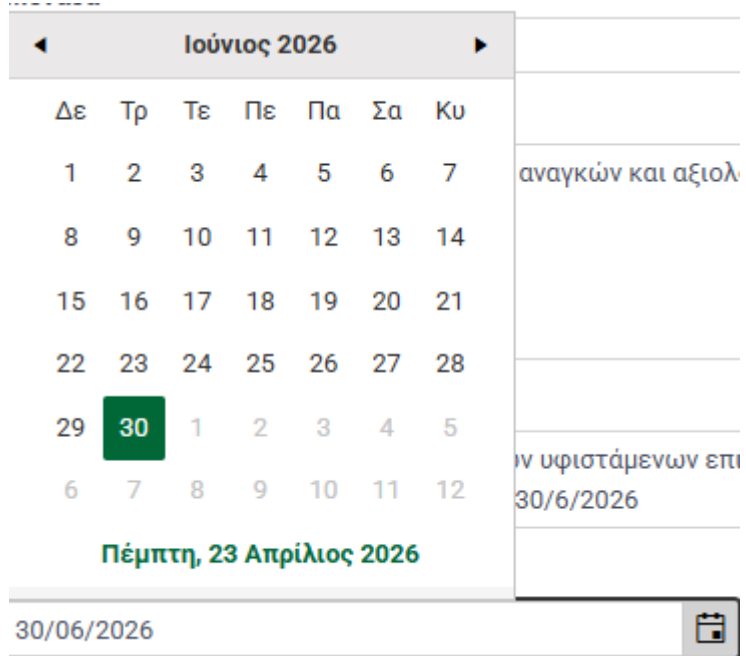 Ιούνιος 2026
Δε Τρ Τε Πε Πα Σα Κυ
1 2 3 4 5 6 7
αναγκών και αξιολ
8 9 10 11 12 13 14
15 16 17 18 19 20 21
22 23 24 25 26 27 28
29 30 1 2 3 4 5
ν υφιστάμενων επι
6 7 8 9 10 11 12
30/6/2026
Πέμπτη, 23 Απρίλιος 2026
30/06/2026